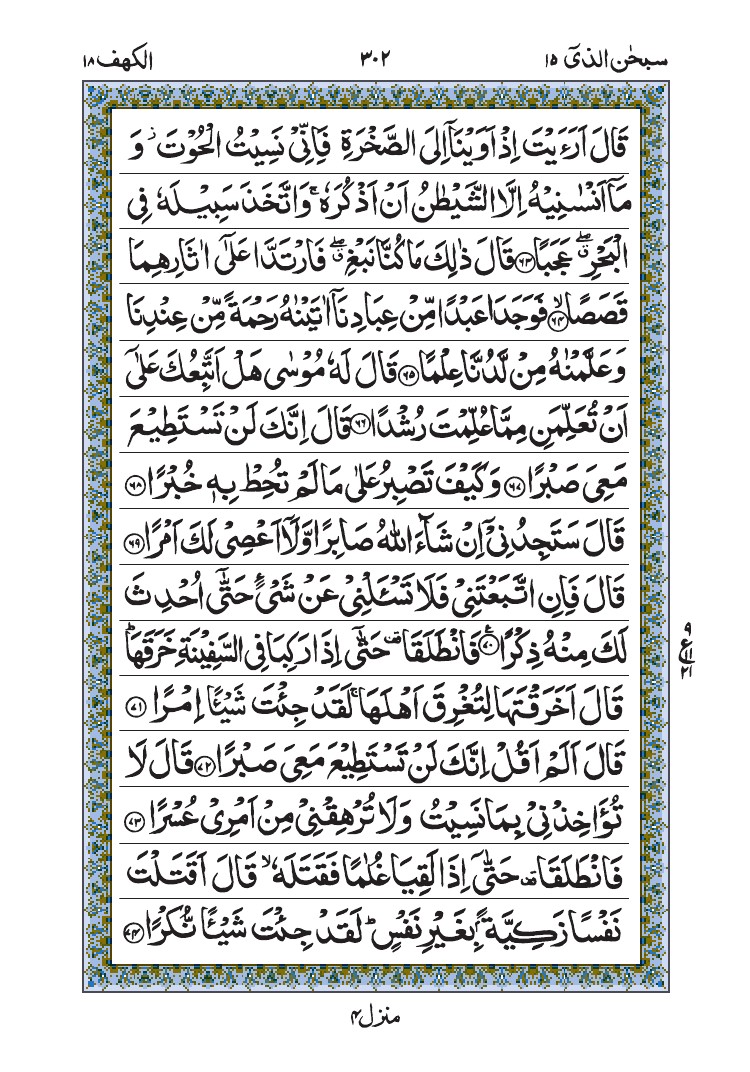 سبحٰن الذیٓ ۱۵
۳۰۲
الكهف ۱۸
قَالَ اَرَءَيْتَ اِذْ اَوَيْنَاۤ اِلَى الصَّخْرَةِ فَاِنِّىْ نَسِيْتُ الْحُوْتَ ۫ وَ
مَاۤ اَنْسٰىنِيْهُ اِلَّا الشَّيْطٰنُ اَنْ اَذْكُرَهٗ ۚ وَاتَّخَذَ سَبِيْلَهٗ فِى
الْبَحْرِ ۖۗ عَجَبًا ﴿۶۳﴾ قَالَ ذٰلِكَ مَا كُنَّا نَبْغِ ۖۗ فَارْتَدَّا عَلٰۤى اٰثَارِهِمَا
قَصَصًا ۙ﴿۶۴﴾ فَوَجَدَا عَبْدًا مِّنْ عِبَادِنَاۤ اٰتَيْنٰهُ رَحْمَةً مِّنْ عِنْدِنَا
وَعَلَّمْنٰهُ مِنْ لَّدُنَّا عِلْمًا ﴿۶۵﴾ قَالَ لَهٗ مُوْسٰى هَلْ اَتَّبِعُكَ عَلٰۤى
اَنْ تُعَلِّمَنِ مِمَّا عُلِّمْتَ رُشْدًا ﴿۶۶﴾ قَالَ اِنَّكَ لَنْ تَسْتَطِيْعَ
مَعِىَ صَبْرًا ﴿۶۷﴾ وَكَيْفَ تَصْبِرُ عَلٰى مَا لَمْ تُحِطْ بِهٖ خُبْرًا ﴿۶۸﴾
قَالَ سَتَجِدُنِىْۤ اِنْ شَآءَ اللّٰهُ صَابِرًا وَّلَاۤ اَعْصِىْ لَكَ اَمْرًا ﴿۶۹﴾
قَالَ فَاِنِ اتَّبَعْتَنِىْ فَلَا تَسْـَٔلْنِىْ عَنْ شَىْءٍ حَتّٰۤى اُحْدِثَ
لَكَ مِنْهُ ذِكْرًا ﴿۷۰﴾ۧ فَانْطَلَقَا ۥ حَتّٰۤى اِذَا رَكِبَا فِى السَّفِيْنَةِ خَرَقَهَا ؕ
۹
ع
۱۱
۲۱
قَالَ اَخَرَقْتَهَا لِتُغْرِقَ اَهْلَهَا ۚ لَقَدْ جِئْتَ شَيْـًٔا اِمْرًا ﴿۷۱﴾
قَالَ اَلَمْ اَقُلْ اِنَّكَ لَنْ تَسْتَطِيْعَ مَعِىَ صَبْرًا ﴿۷۲﴾ قَالَ لَا
تُؤَاخِذْنِىْ بِمَا نَسِيْتُ وَلَا تُرْهِقْنِىْ مِنْ اَمْرِىْ عُسْرًا ﴿۷۳﴾
فَانْطَلَقَا ۥ حَتّٰۤى اِذَا لَقِيَا غُلٰمًا فَقَتَلَهٗ ۙ قَالَ اَقَتَلْتَ
نَفْسًا زَكِيَّةًۢ بِغَيْرِ نَفْسٍ ؕ لَقَدْ جِئْتَ شَيْـًٔا نُّكْرًا ﴿۷۴﴾
منزل۴